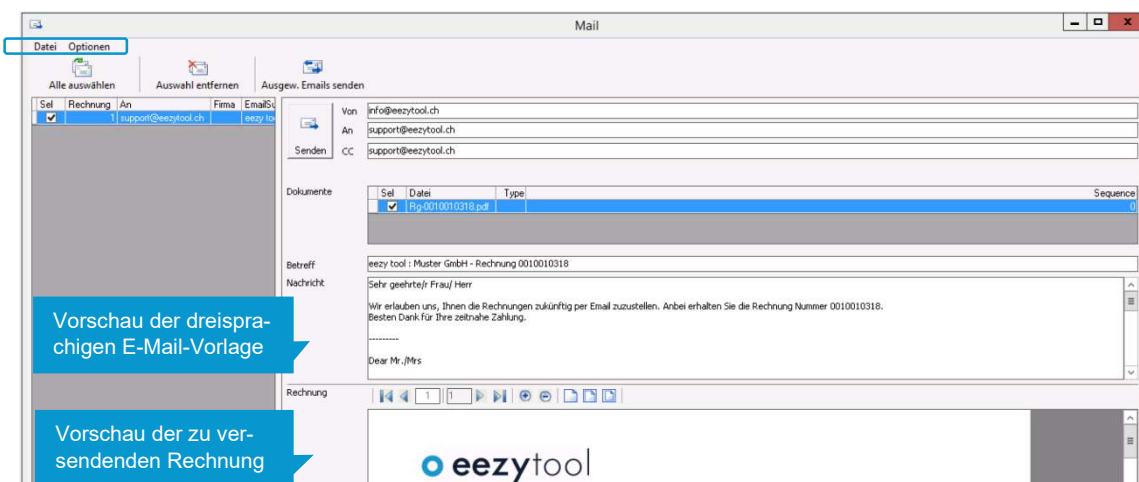 Mail
x
Datei Optionen
Alle auswählen Auswahl entfernen Ausgew. Emails senden
Sel Rechnung An Firma EmailSu
1 support@eezytool.ch eezy too
Von info@eezytool.ch
An support@eezytool.ch
Senden CC support@eezytool.ch
Dokumente Sel Datei Type Sequence
Rg-0010010318.pdf 0
Betreff eezy tool : Muster GmbH - Rechnung 0010010318
Nachricht Sehr geehrte/r Frau/ Herr
Wir erlauben uns, Ihnen die Rechnungen zukünftig per Email zuzustellen. Anbei erhalten Sie die Rechnung Nummer 0010010318.
Besten Dank für Ihre zeitnahe Zahlung.
---------
Dear Mr./Mrs
Vorschau der dreispra-
chigen E-Mail-Vorlage
Rechnung 1 1
Vorschau der zu ver-
sendenden Rechnung
eezytool